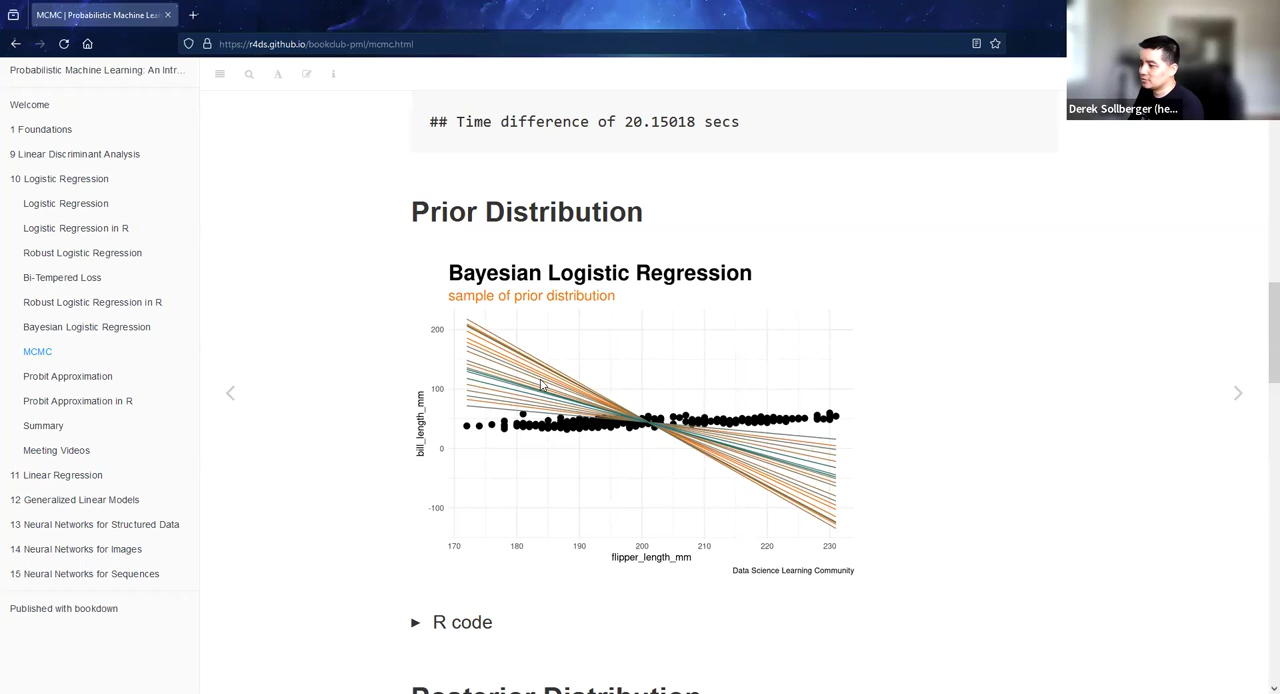 MCMC | Probabilistic Machine Lea
https://r4ds.github.io/bookclub-pml/mcmc.html
Derek Sollberger (he...
Probabilistic Machine Learning: An Intr...
Welcome
1 Foundations
9 Linear Discriminant Analysis
10 Logistic Regression
Logistic Regression
Logistic Regression in R
Robust Logistic Regression
Bi-Tempered Loss
Robust Logistic Regression in R
Bayesian Logistic Regression
MCMC
Probit Approximation
Probit Approximation in R
Summary
Meeting Videos
11 Linear Regression
12 Generalized Linear Models
13 Neural Networks for Structured Data
14 Neural Networks for Images
15 Neural Networks for Sequences
Published with bookdown
## Time difference of 20.15018 secs
Prior Distribution
Bayesian Logistic Regression
sample of prior distribution
200
100
0
-100
bill_length_mm
170 180 190 200 210 220 230
flipper_length_mm
Data Science Learning Community
R code
Posterior Distribution